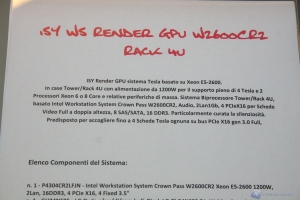 ISY WS RENDER GPU W2600CR2
RACK 4U
ISY Render GPU sistema Tesla basato su Xeon E5-2600.
in case Tower/Rack 4U con alimentazione da 1200W per il supporto pieno di 4 Tesla e 2
Processori Xeon 6 o 8 Core e relative periferiche di massa. Sistema Biprocessore Tower/Rack 4U,
basato Intel Workstation System Crown Pass W2600CR2, Audio, 2Lan1Gb, 4 PCIeX16 per Schede
Video Full a doppia altezza, 8 SAS/SATA, 16 DDR3. Particolarmente curata la silenziosità.
Predisposto per accogliere fino a 4 Schede Tesla ognuna su bus PCIe X16 gen 3.0 Full,
Elenco Componenti del Sistema:
n. 1 - P4304CR2LFJN - Intel Workstation System Crown Pass W2600CR2 Xeon E5-2600 1200W,
2Lan, 16DDR3, 4 PCIe X16, 4 Fixed 3.5"